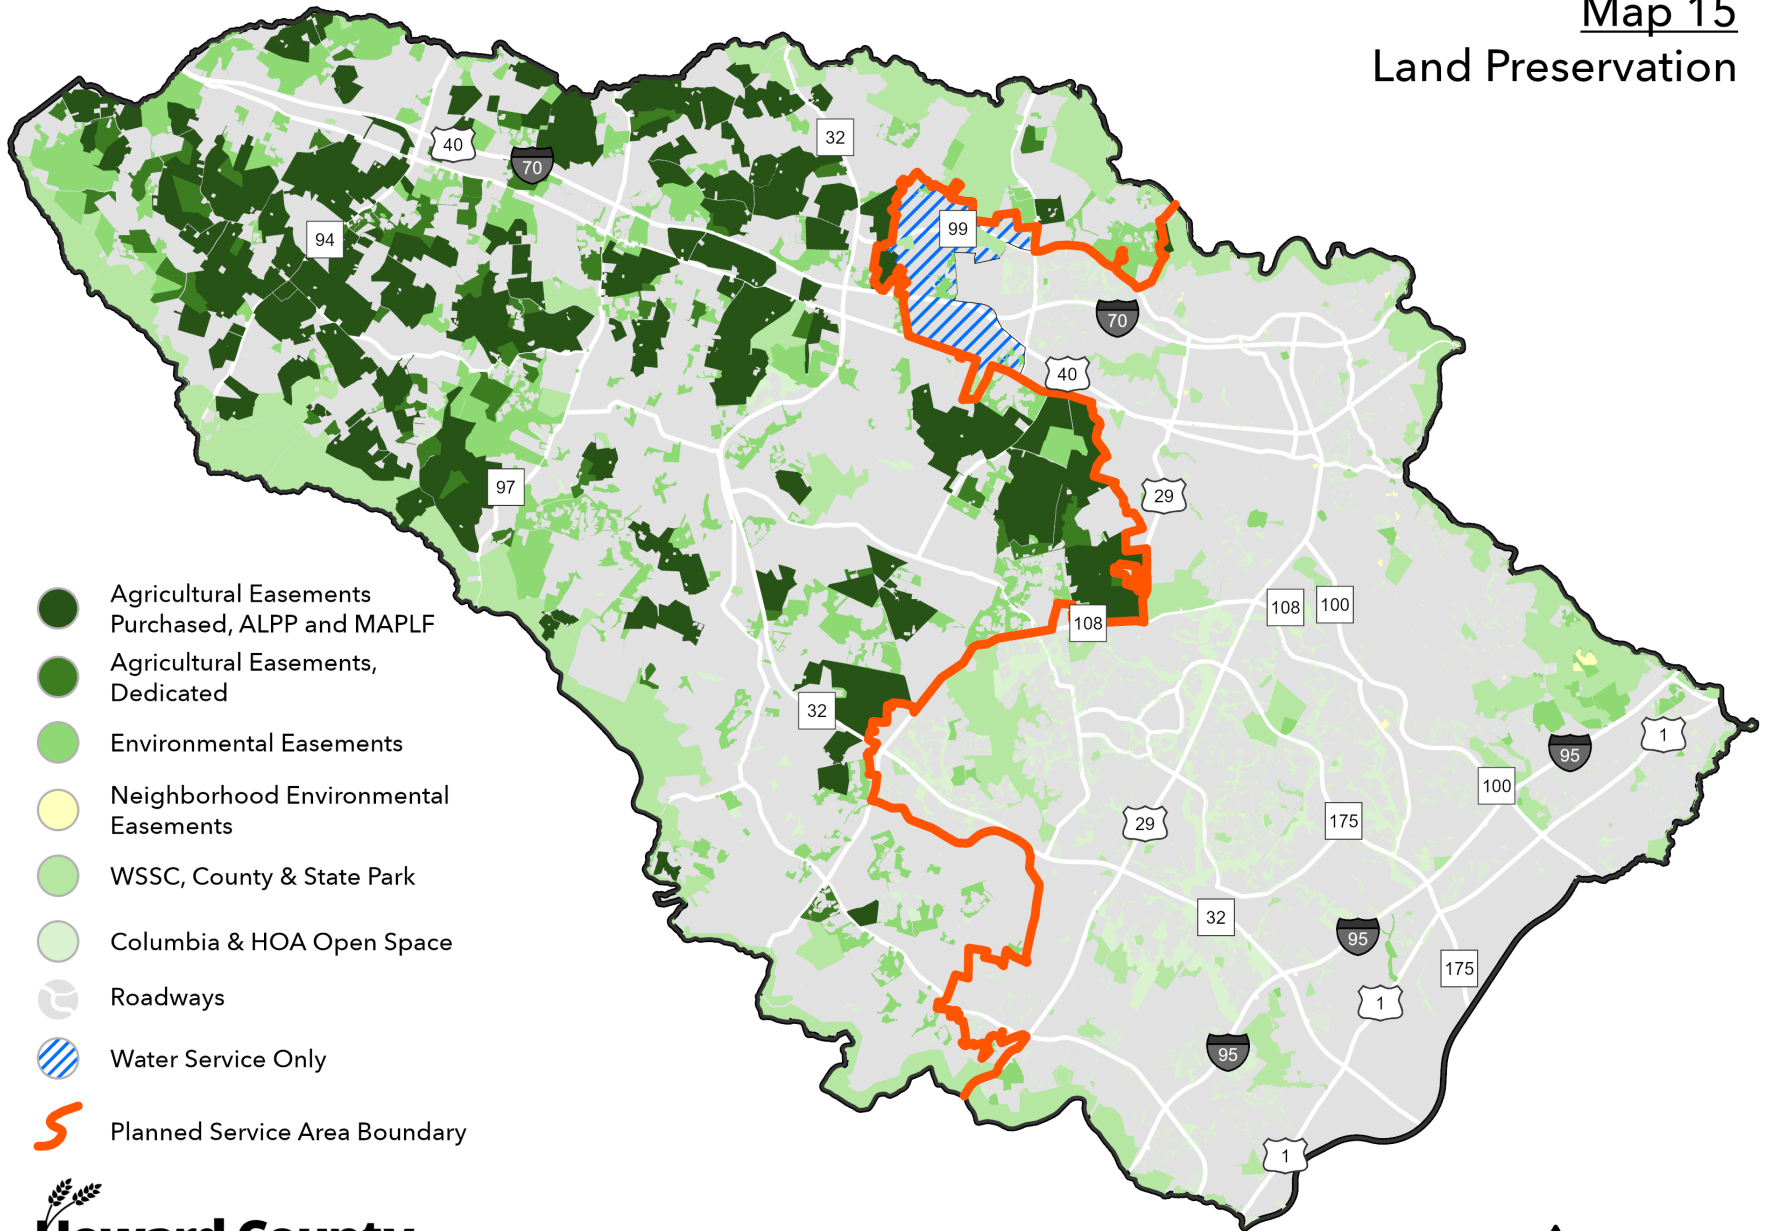 Map 15
Land Preservation
32
40
70
99
94
70
40
97
29
108
100
108
32
1
95
100
29
175
32
95
175
1
95
1
Agricultural Easements
Purchased, ALPP and MAPLF
Agricultural Easements,
Dedicated
Environmental Easements
Neighborhood Environmental
Easements
WSSC, County & State Park
Columbia & HOA Open Space
Roadways
Water Service Only
Planned Service Area Boundary
Howard County